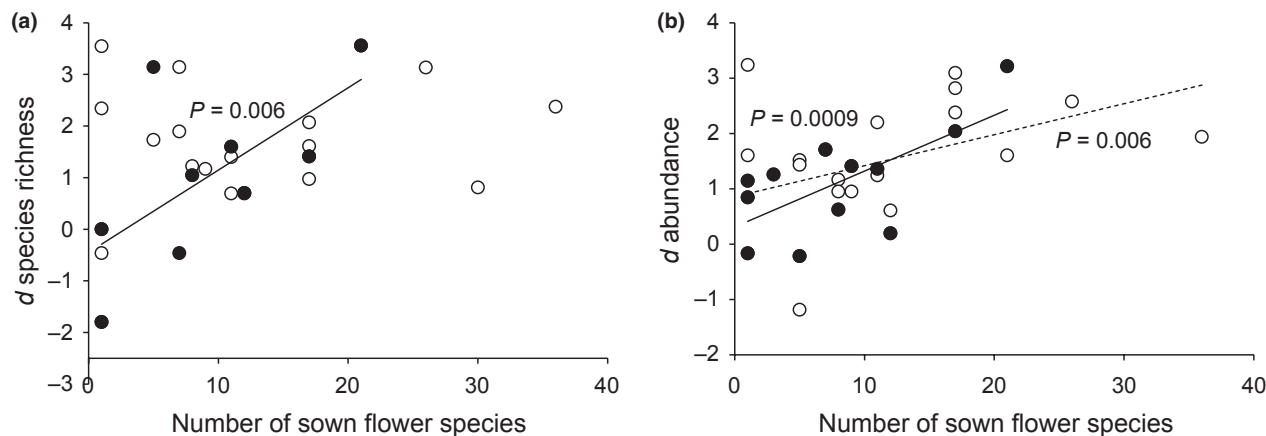 (a)
4
3
2
1
0
–1
–2
–3
d species richness
P = 0.006
0
10
20
30
40
Number of sown flower species
(b)
4
3
2
1
0
–1
–2
d abundance
P = 0.0009
P = 0.006
0
10
20
30
40
Number of sown flower species